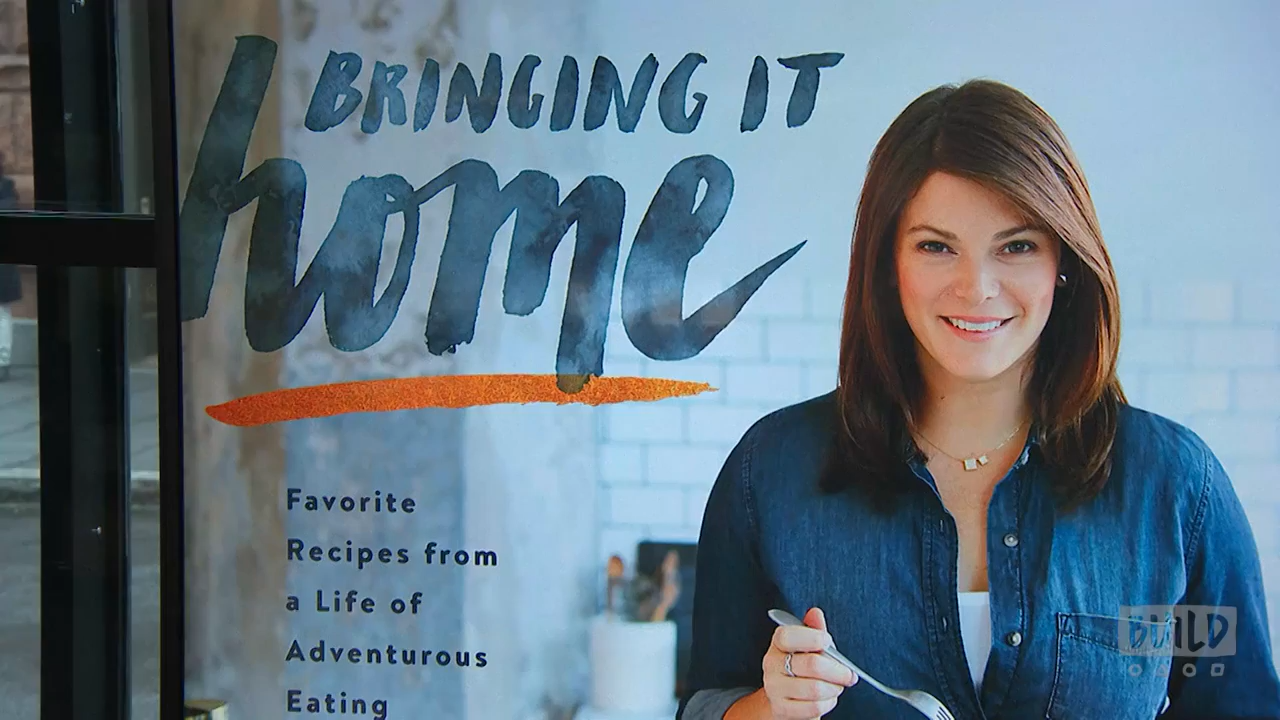 BRINGING IT
home
Favorite
Recipes from
a Life of
Adventurous
Eating
BUILD